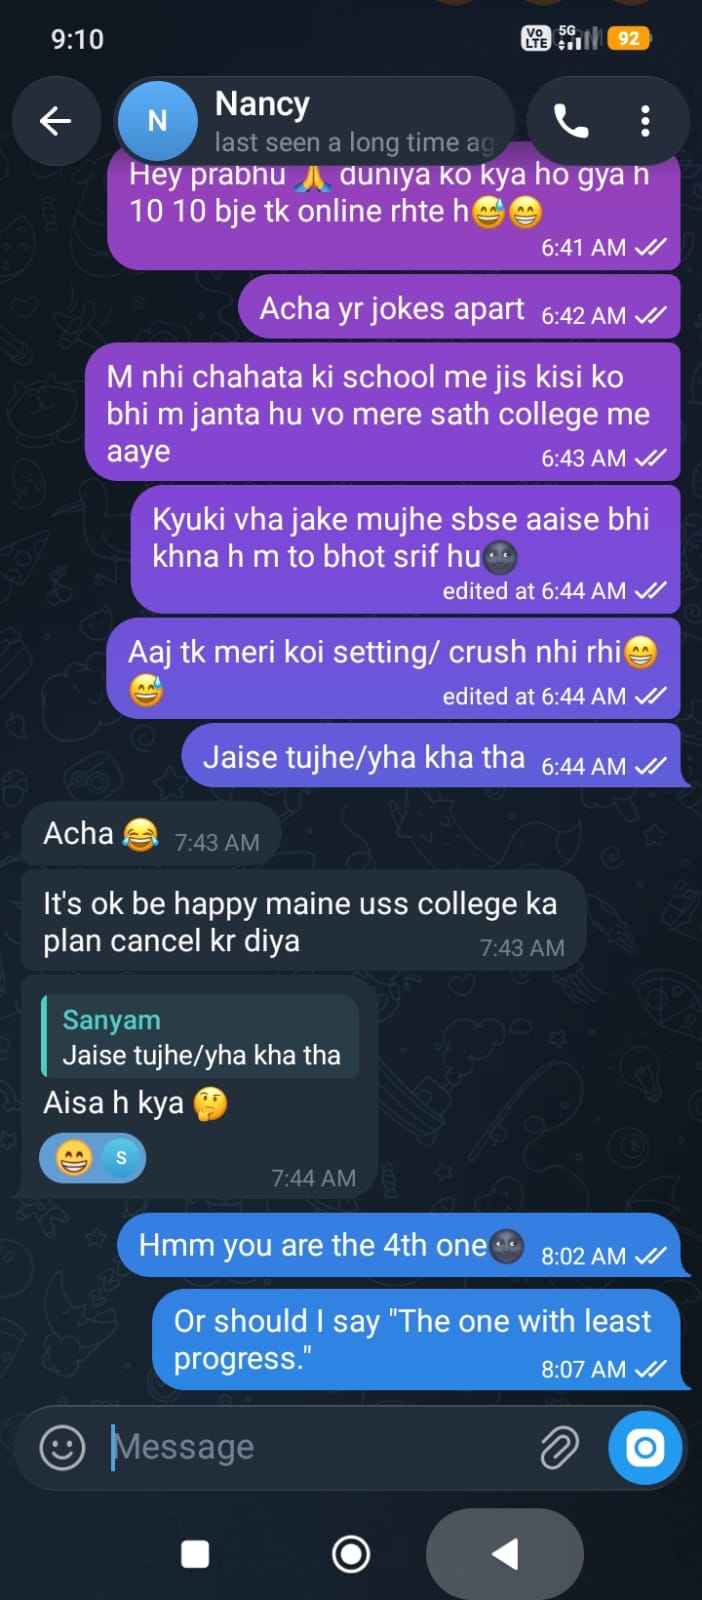 9:10
Vo LTE 5G 92
N
Nancy
last seen a long time ag
Hey prabhu 🙏 duniya ko kya ho gya h
10 10 bje tk online rhte h😅😁
6:41 AM
Acha yr jokes apart 6:42 AM
M nhi chahata ki school me jis kisi ko
bhi m janta hu vo mere sath college me
aaye 6:43 AM
Kyuki vha jake mujhe sbse aaise bhi
khna h m to bhot srif hu🌚
edited at 6:44 AM
Aaj tk meri koi setting/ crush nhi rhi😁
😅 edited at 6:44 AM
Jaise tujhe/yha kha tha 6:44 AM
Acha 😂 7:43 AM
It's ok be happy maine uss college ka
plan cancel kr diya 7:43 AM
Sanyam
Jaise tujhe/yha kha tha
Aisa h kya 🤔
😁 S
7:44 AM
Hmm you are the 4th one🌚 8:02 AM
Or should I say "The one with least
progress." 8:07 AM
Message